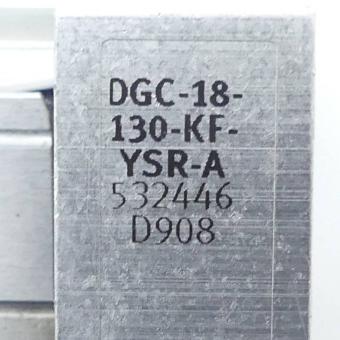 DGC-18-
130-KF-
YSR-A
532446
D908